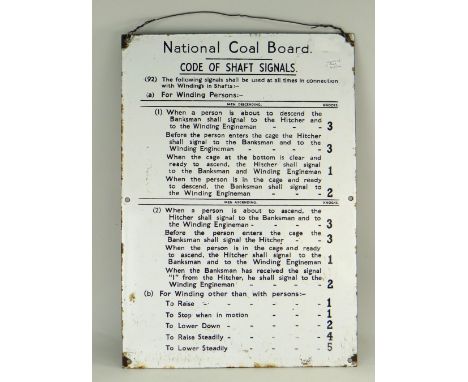 National Coal Board.
CODE OF SHAFT SIGNALS.
(92) The following signals shall be used at all times in connection
with Windings in Shafts:-
(a) For Winding Persons:-
MEN DESCENDING. KNOCKS.
(1) When a person is about to descend the
Banksman shall signal to the Hitcher and
to the Winding Engineman - - - 3
Before the person enters the cage the Hitcher
shall signal to the Banksman and to the
Winding Engineman - - - - 3
When the cage at the bottom is clear and
ready to ascend, the Hitcher shall signal
to the Banksman and Winding Engineman 1
When the person is in the cage and ready
to descend, the Banksman shall signal to
the Winding Engineman - - - - 2
MEN ASCENDING. KNOCKS.
(2) When a person is about to ascend, the
Hitcher shall signal to the Banksman and to
the Winding Engineman - - - - 3
Before the person enters the cage the
Banksman shall signal the Hitcher - - 3
When the person is in the cage and ready
to ascend, the Hitcher shall signal to the
Banksman and to the Winding Engineman 1
When the Banksman has received the signal
"1" from the Hitcher, he shall signal to the
Winding Engineman - - - - 2
(b) For Winding other than with persons:-
To Raise - - - - - - 1
To Stop when in motion - - - - 1
To Lower Down - - - - - 2
To Raise Steadily - - - - - 4
To Lower Steadily - - - - - 5